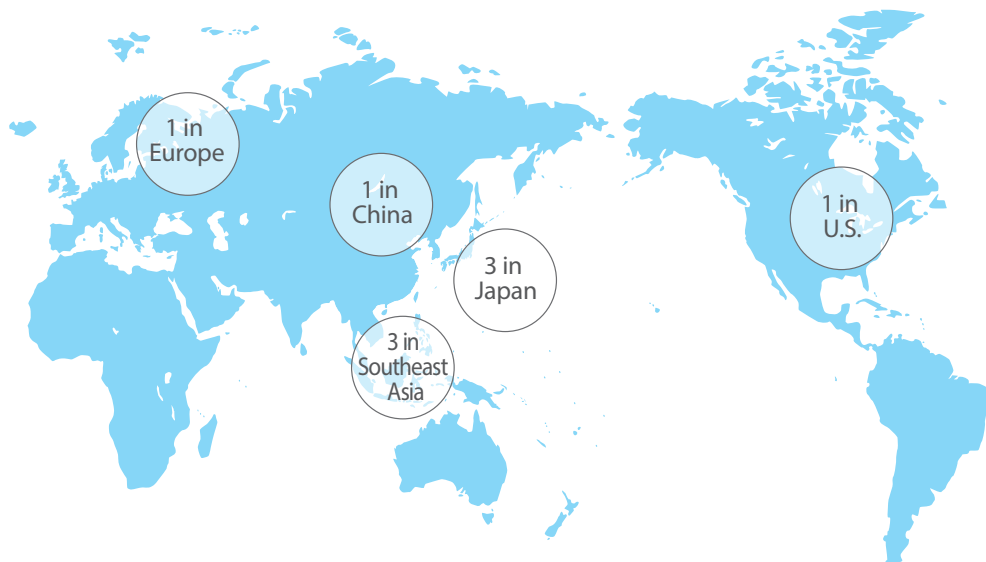 1 in
Europe
1 in
China
3 in
Japan
3 in
Southeast
Asia
1 in
U.S.